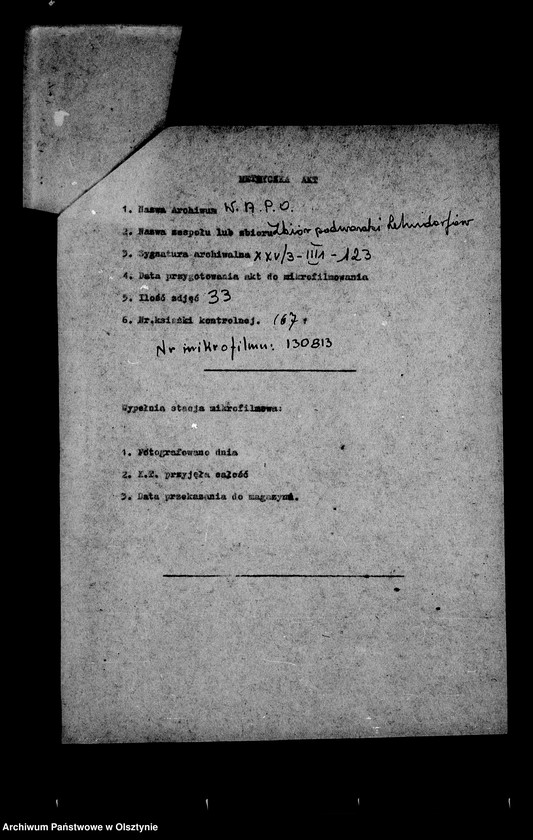 METRYCZKA AKT
1. Nazwa Archiwum W. A. P. O.
2. Nazwa zespołu lub zbioru Zbiór podworski Lehndorfów
3. Sygnatura archiwalna XXV/3-III/1-123
4. Data przygotowania akt do mikrofilmowania
5. Ilość zdjęć 33
6. Nr.książki kontrolnej. 167.
Nr mikrofilmu: 130813
Wypełnia stacja mikrofilmowa:
1. Fotografowano dnia
2. K.T. przyjęła całość
3. Data przekazania do magazynu.
Archiwum Państwowe w Olsztynie